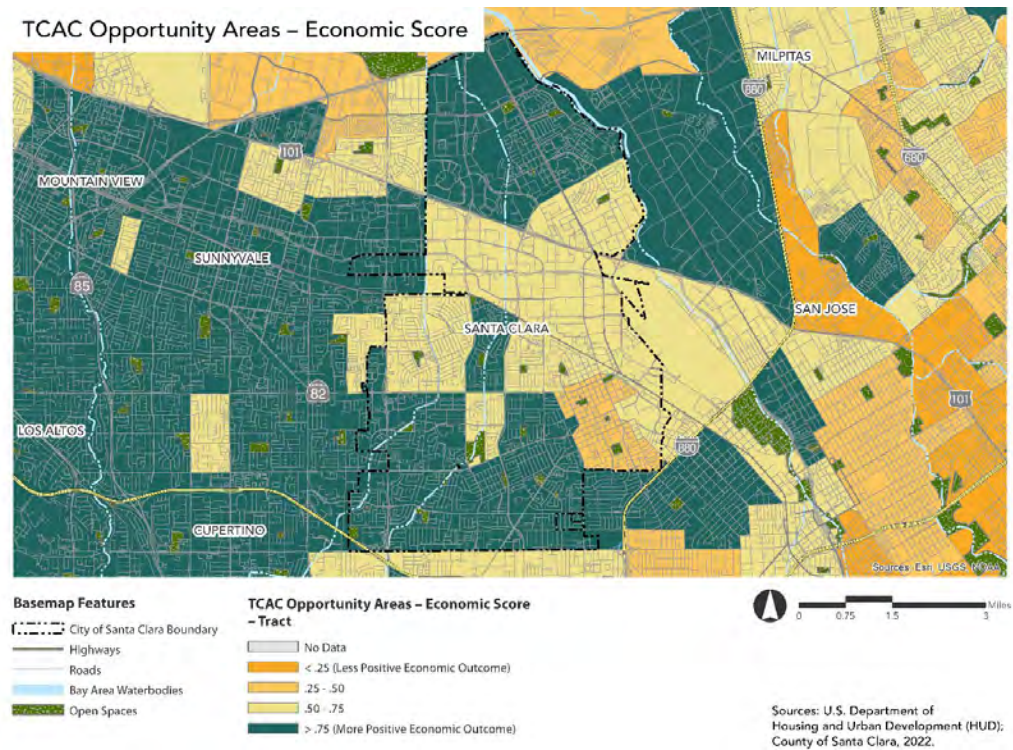 TCAC Opportunity Areas – Economic Score
MILPITAS
880
101
680
MOUNTAIN VIEW
SUNNYVALE
85
SAN JOSE
SANTA CLARA
82
101
LOS ALTOS
880
CUPERTINO
Sources: Esri, USGS, NOAA
Basemap Features
City of Santa Clara Boundary
Highways
Roads
Bay Area Waterbodies
Open Spaces
TCAC Opportunity Areas – Economic Score
– Tract
No Data
< .25 (Less Positive Economic Outcome)
.25 - .50
.50 - .75
> .75 (More Positive Economic Outcome)
Miles
0 0.75 1.5 3
Sources: U.S. Department of
Housing and Urban Development (HUD);
County of Santa Clara, 2022.